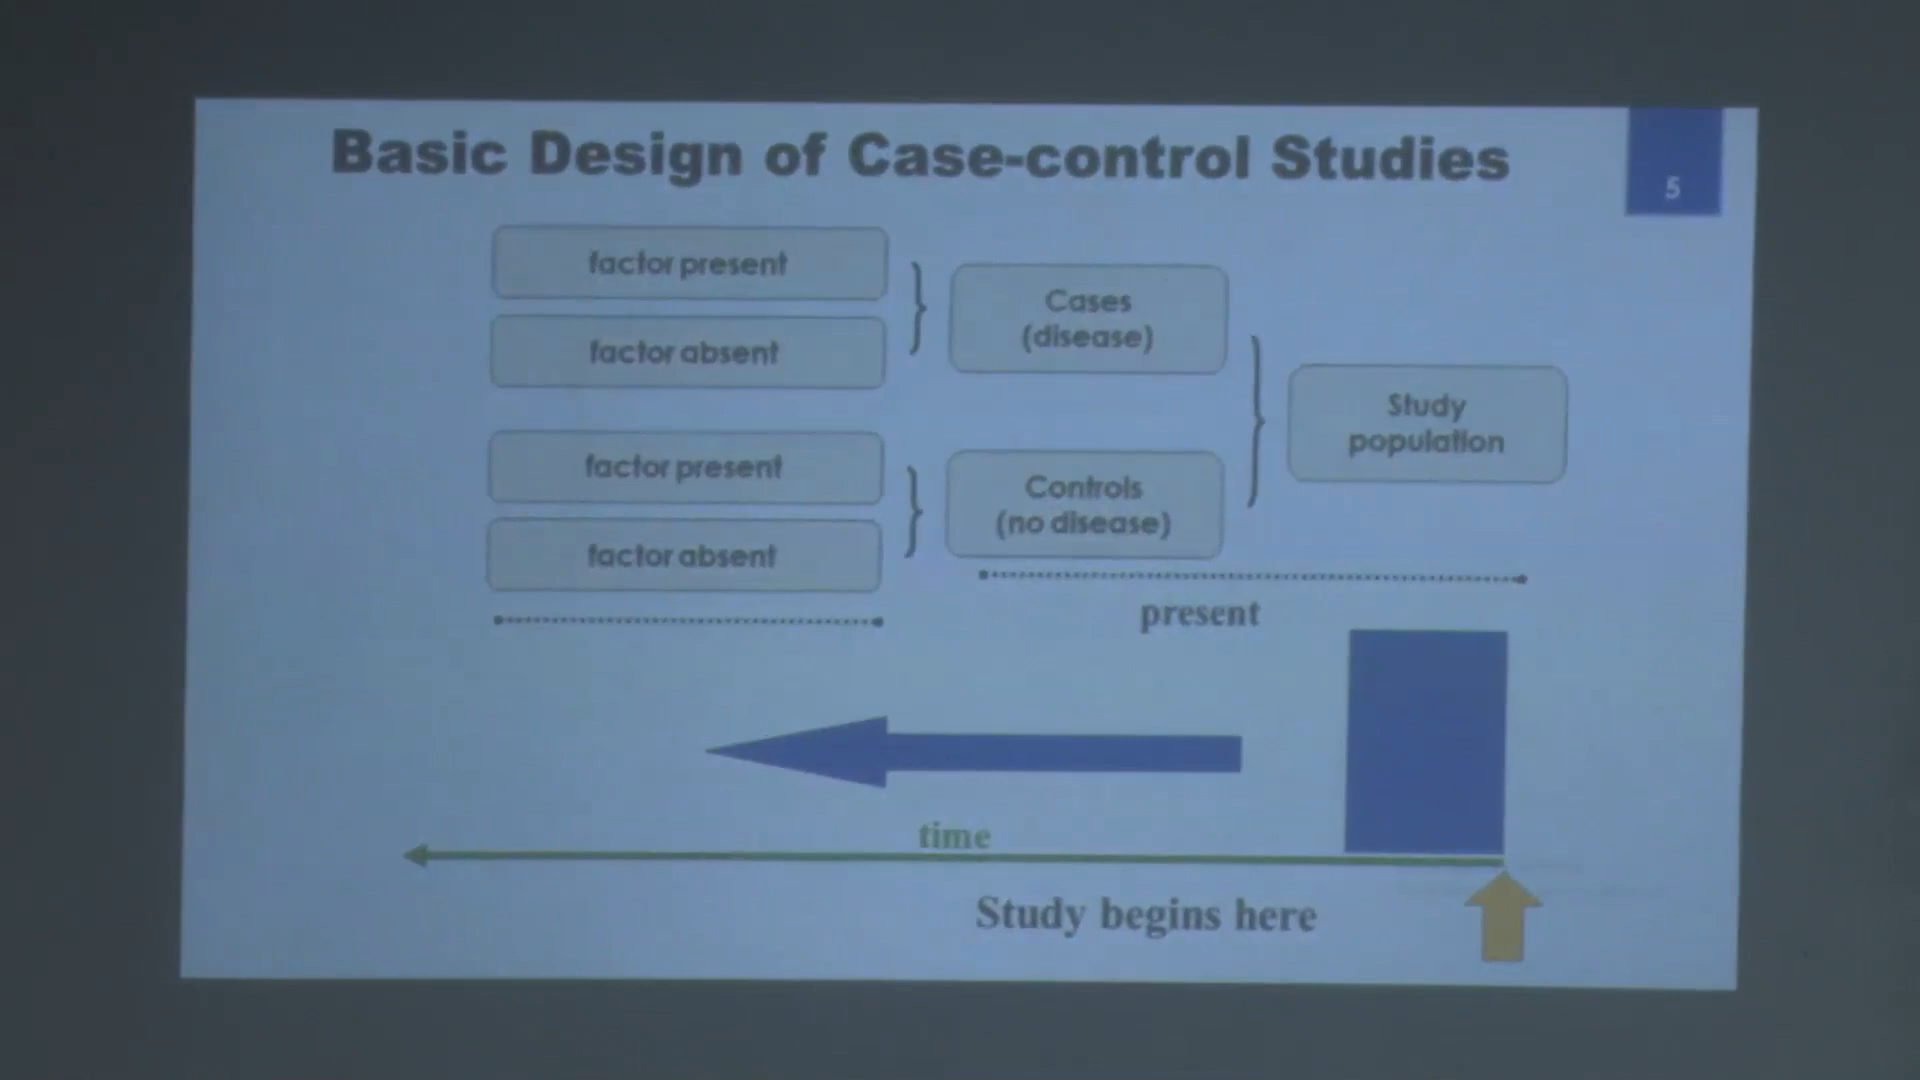 Basic Design of Case-control Studies
5
factor present
factor absent
Cases
(disease)
Study
population
factor present
factor absent
Controls
(no disease)
present
time
Study begins here